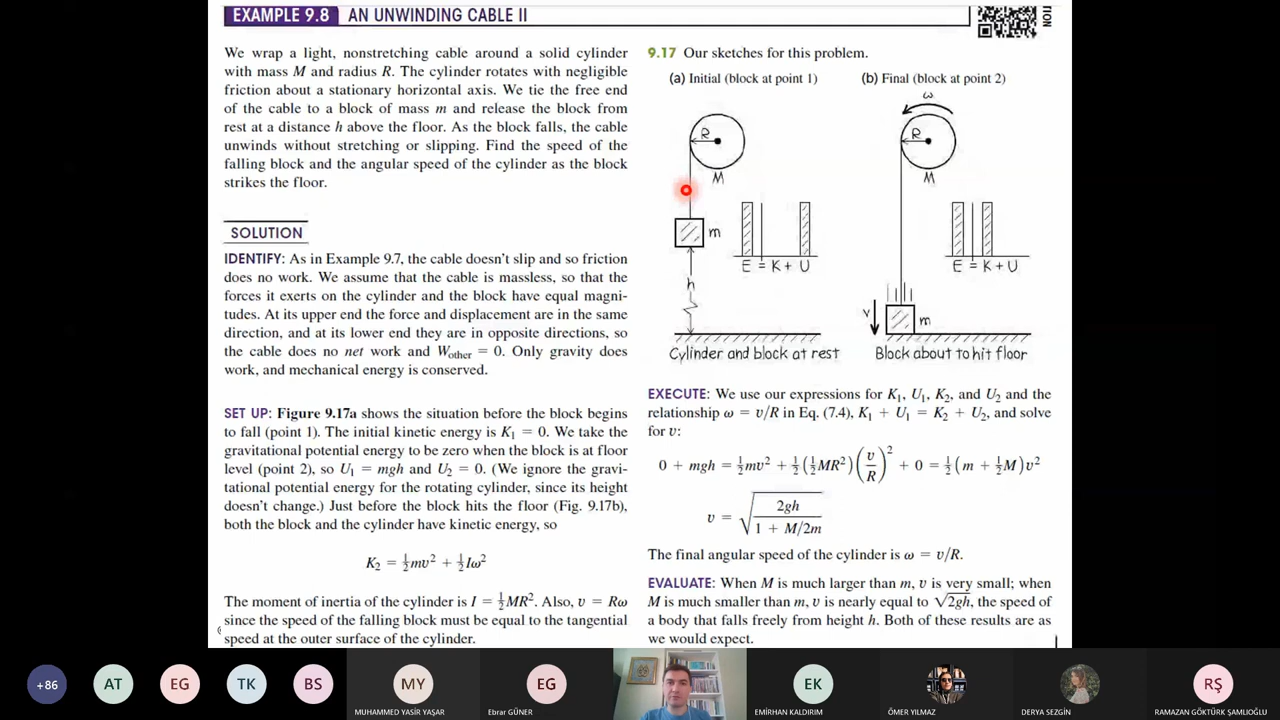 EXAMPLE 9.8 AN UNWINDING CABLE II
We wrap a light, nonstretching cable around a solid cylinder
with mass M and radius R. The cylinder rotates with negligible
friction about a stationary horizontal axis. We tie the free end
of the cable to a block of mass m and release the block from
rest at a distance h above the floor. As the block falls, the cable
unwinds without stretching or slipping. Find the speed of the
falling block and the angular speed of the cylinder as the block
strikes the floor.
SOLUTION
IDENTIFY: As in Example 9.7, the cable doesn't slip and so friction
does no work. We assume that the cable is massless, so that the
forces it exerts on the cylinder and the block have equal magni-
tudes. At its upper end the force and displacement are in the same
direction, and at its lower end they are in opposite directions, so
the cable does no net work and Wother = 0. Only gravity does
work, and mechanical energy is conserved.
SET UP: Figure 9.17a shows the situation before the block begins
to fall (point 1). The initial kinetic energy is K₁ = 0. We take the
gravitational potential energy to be zero when the block is at floor
level (point 2), so U₁ = mgh and U₂ = 0. (We ignore the gravi-
tational potential energy for the rotating cylinder, since its height
doesn't change.) Just before the block hits the floor (Fig. 9.17b),
both the block and the cylinder have kinetic energy, so
K₂ = ½mv² + ½Iω²
The moment of inertia of the cylinder is I = ½MR². Also, v = Rω
since the speed of the falling block must be equal to the tangential
speed at the outer surface of the cylinder.
9.17 Our sketches for this problem.
(a) Initial (block at point 1) (b) Final (block at point 2)
ω
R R
M M
m
E = K + U E = K + U
h
v m
Cylinder and block at rest Block about to hit floor
EXECUTE: We use our expressions for K₁, U₁, K₂, and U₂ and the
relationship ω = v/R in Eq. (7.4), K₁ + U₁ = K₂ + U₂, and solve
for v:
0 + mgh = ½mv² + ½(½MR²)(v/R)² + 0 = ½(m + ½M)v²
v = √(2gh / (1 + M/2m))
The final angular speed of the cylinder is ω = v/R.
EVALUATE: When M is much larger than m, v is very small; when
M is much smaller than m, v is nearly equal to √2gh, the speed of
a body that falls freely from height h. Both of these results are as
we would expect.
+86 AT EG TK BS MY EG EK RŞ
MUHAMMED YASİR YAŞAR Ebrar GÜNER EMİRHAN KALDIRIM ÖMER YILMAZ DERYA SEZGİN RAMAZAN GÖKTÜRK ŞAMLIOĞLU